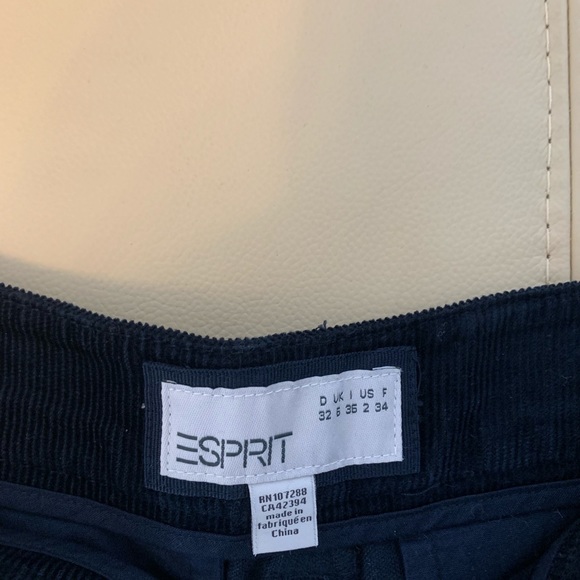 ESPRIT
D UK I US F
32 6 36 2 34
RN107288
CA42394
made in
fabriqué en
China